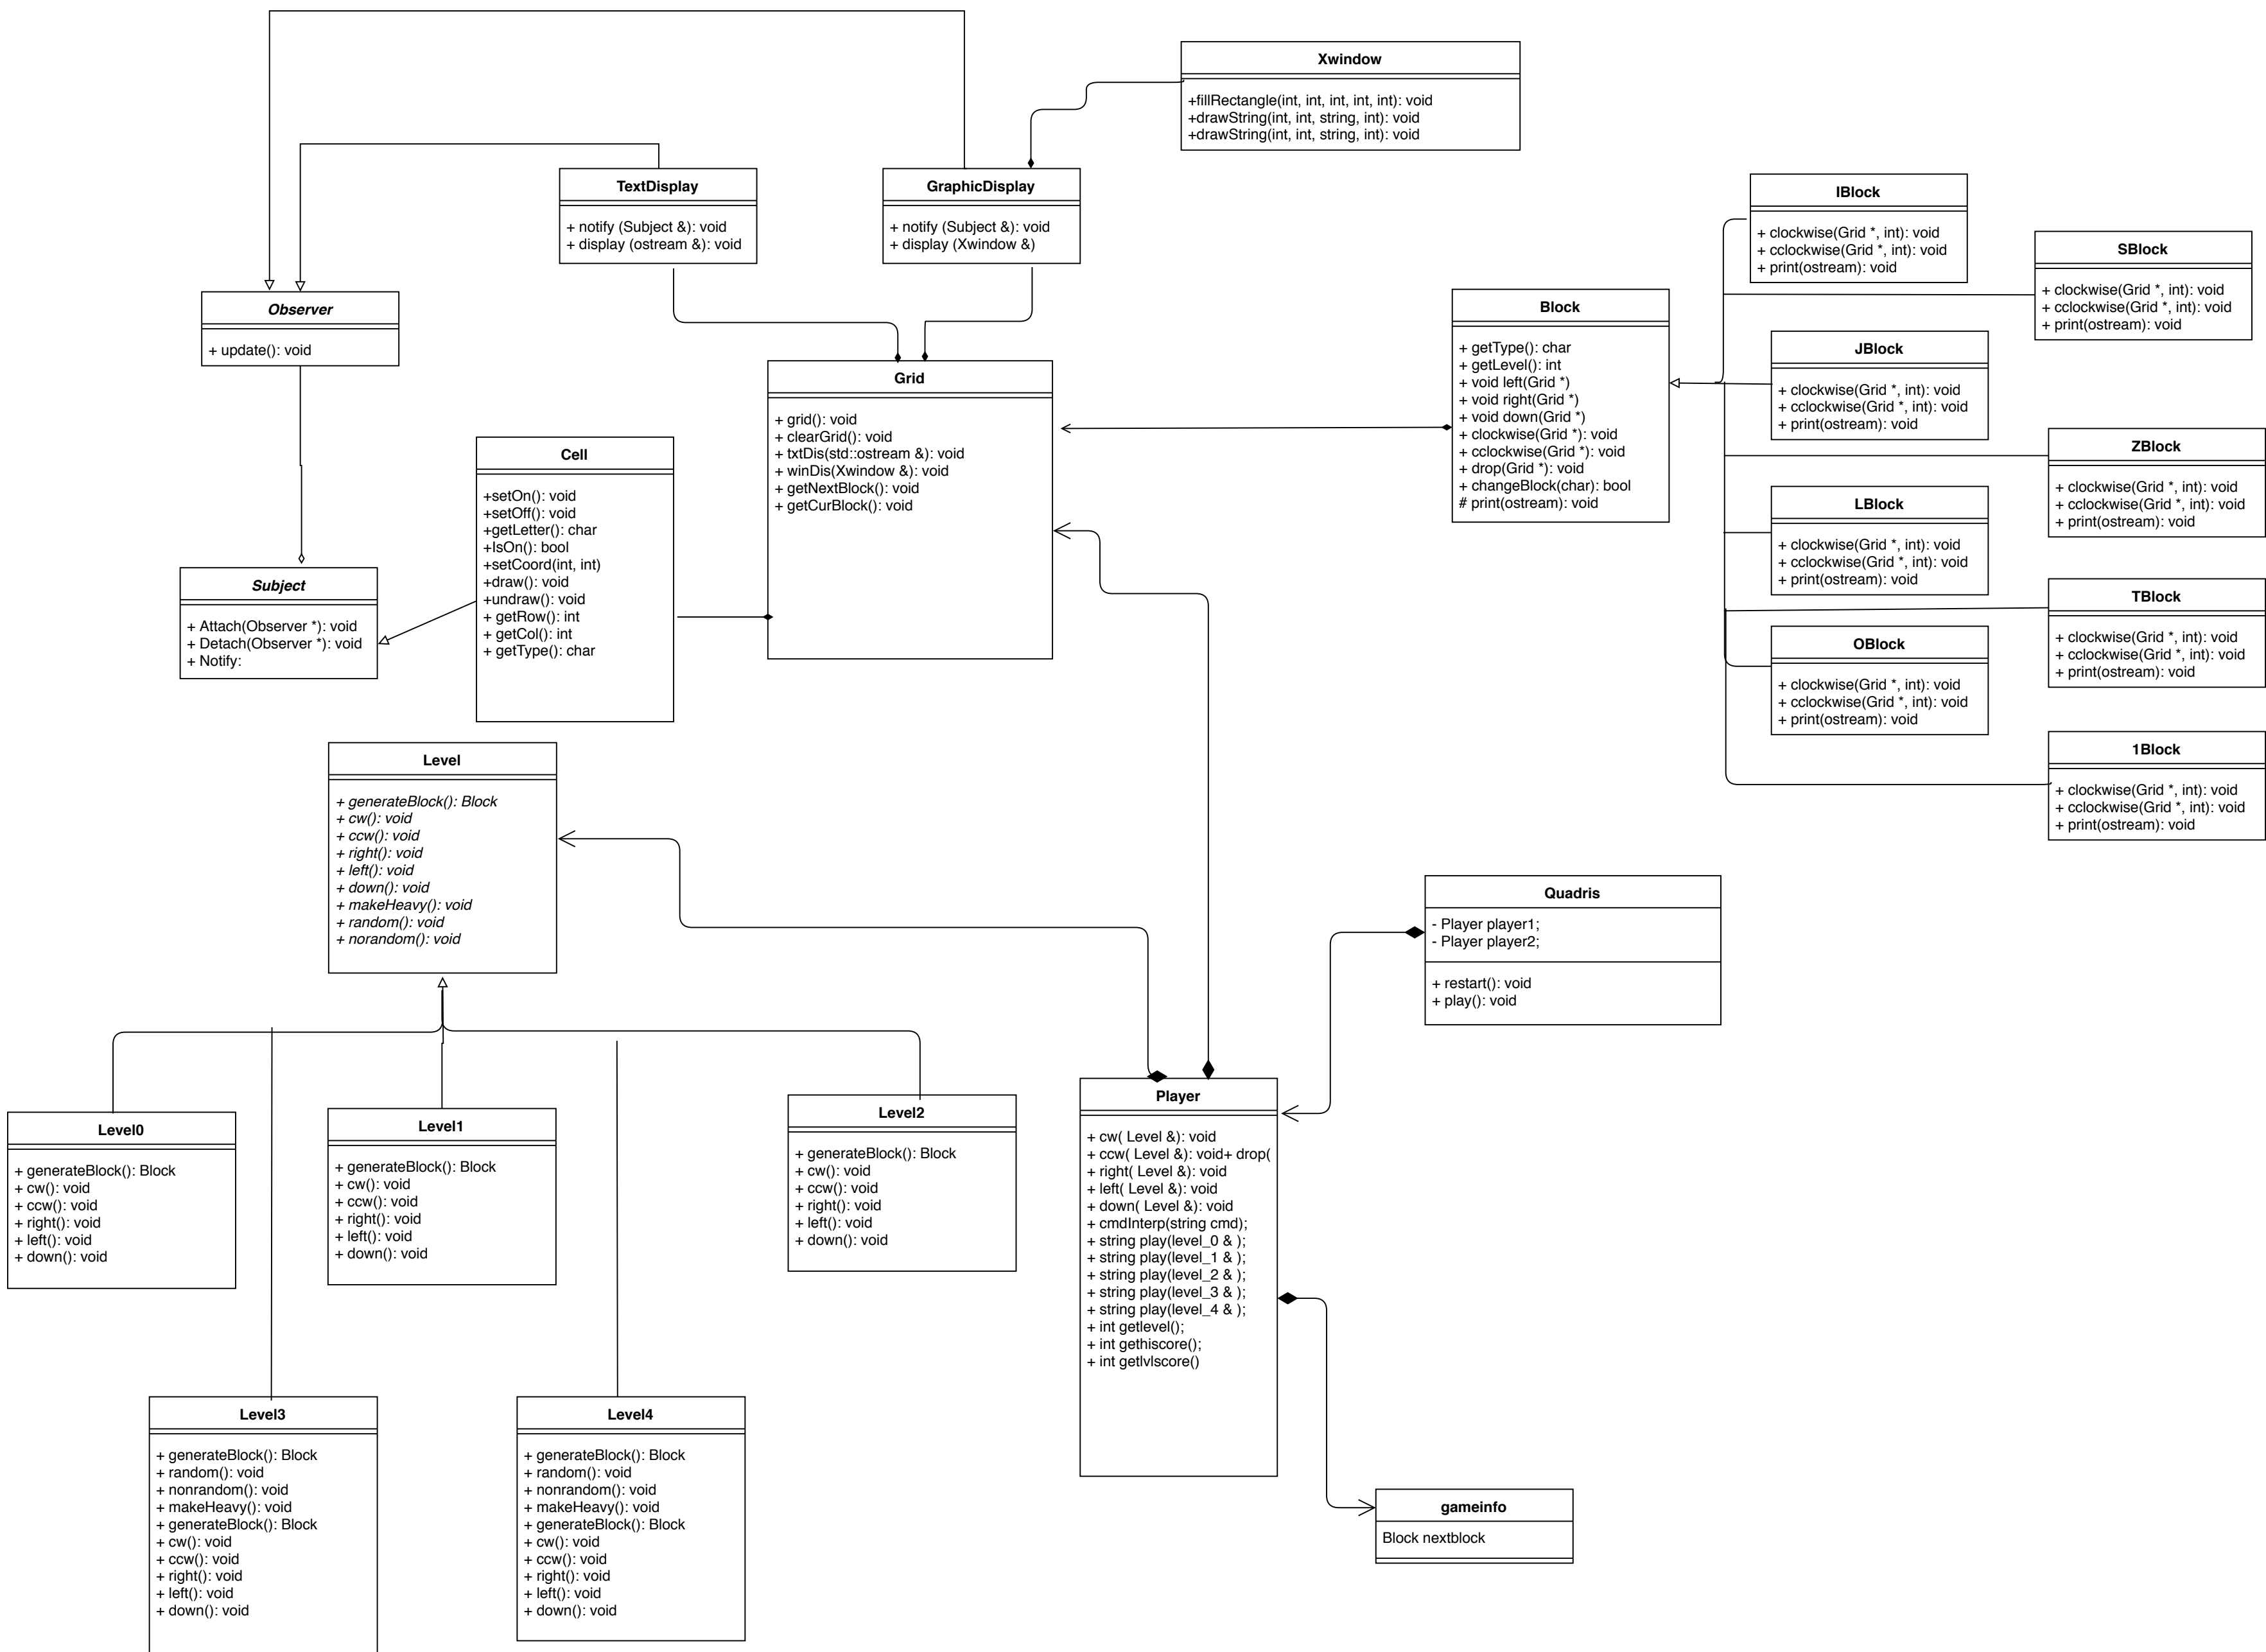 Xwindow
+fillRectangle(int, int, int, int, int): void
+drawString(int, int, string, int): void
+drawString(int, int, string, int): void
TextDisplay
+ notify (Subject &): void
+ display (ostream &): void
GraphicDisplay
+ notify (Subject &): void
+ display (Xwindow &)
IBlock
+ clockwise(Grid *, int): void
+ cclockwise(Grid *, int): void
+ print(ostream): void
SBlock
+ clockwise(Grid *, int): void
+ cclockwise(Grid *, int): void
+ print(ostream): void
Observer
+ update(): void
Block
+ getType(): char
+ getLevel(): int
+ void left(Grid *)
+ void right(Grid *)
+ void down(Grid *)
+ clockwise(Grid *): void
+ cclockwise(Grid *): void
+ drop(Grid *): void
+ changeBlock(char): bool
# print(ostream): void
JBlock
+ clockwise(Grid *, int): void
+ cclockwise(Grid *, int): void
+ print(ostream): void
Grid
+ grid(): void
+ clearGrid(): void
+ txtDis(std::ostream &): void
+ winDis(Xwindow &): void
+ getNextBlock(): void
+ getCurBlock(): void
Cell
+setOn(): void
+setOff(): void
+getLetter(): char
+IsOn(): bool
+setCoord(int, int)
+draw(): void
+undraw(): void
+ getRow(): int
+ getCol(): int
+ getType(): char
ZBlock
+ clockwise(Grid *, int): void
+ cclockwise(Grid *, int): void
+ print(ostream): void
LBlock
+ clockwise(Grid *, int): void
+ cclockwise(Grid *, int): void
+ print(ostream): void
Subject
+ Attach(Observer *): void
+ Detach(Observer *): void
+ Notify:
TBlock
+ clockwise(Grid *, int): void
+ cclockwise(Grid *, int): void
+ print(ostream): void
OBlock
+ clockwise(Grid *, int): void
+ cclockwise(Grid *, int): void
+ print(ostream): void
1Block
+ clockwise(Grid *, int): void
+ cclockwise(Grid *, int): void
+ print(ostream): void
Level
+ generateBlock(): Block
+ cw(): void
+ ccw(): void
+ right(): void
+ left(): void
+ down(): void
+ makeHeavy(): void
+ random(): void
+ norandom(): void
Quadris
- Player player1;
- Player player2;
+ restart(): void
+ play(): void
Level0
+ generateBlock(): Block
+ cw(): void
+ ccw(): void
+ right(): void
+ left(): void
+ down(): void
Level1
+ generateBlock(): Block
+ cw(): void
+ ccw(): void
+ right(): void
+ left(): void
+ down(): void
Level2
+ generateBlock(): Block
+ cw(): void
+ ccw(): void
+ right(): void
+ left(): void
+ down(): void
Player
+ cw( Level &): void
+ ccw( Level &): void+ drop(
+ right( Level &): void
+ left( Level &): void
+ down( Level &): void
+ cmdInterp(string cmd);
+ string play(level_0 & );
+ string play(level_1 & );
+ string play(level_2 & );
+ string play(level_3 & );
+ string play(level_4 & );
+ int getlevel();
+ int gethiscore();
+ int getlvlscore()
Level3
+ generateBlock(): Block
+ random(): void
+ nonrandom(): void
+ makeHeavy(): void
+ generateBlock(): Block
+ cw(): void
+ ccw(): void
+ right(): void
+ left(): void
+ down(): void
Level4
+ generateBlock(): Block
+ random(): void
+ nonrandom(): void
+ makeHeavy(): void
+ generateBlock(): Block
+ cw(): void
+ ccw(): void
+ right(): void
+ left(): void
+ down(): void
gameinfo
Block nextblock